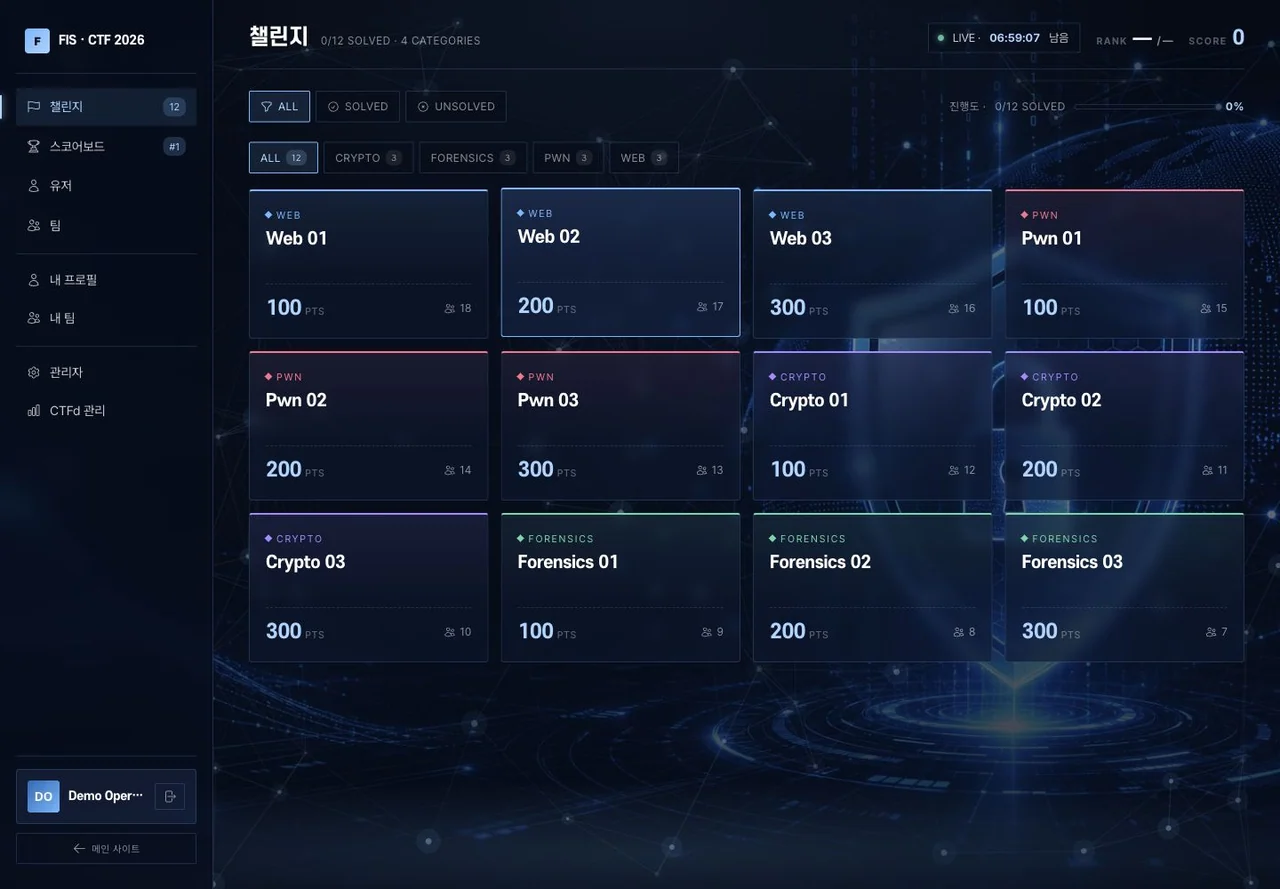 F FIS · CTF 2026
챌린지 12
스코어보드 #1
유저
팀
내 프로필
내 팀
관리자
CTFd 관리
DO Demo Oper···
메인 사이트
챌린지 0/12 SOLVED · 4 CATEGORIES
LIVE · 06:59:07 남음 RANK — /— SCORE 0
ALL SOLVED UNSOLVED
진행도 · 0/12 SOLVED 0%
ALL 12 CRYPTO 3 FORENSICS 3 PWN 3 WEB 3
WEB
Web 01
100 PTS 18
WEB
Web 02
200 PTS 17
WEB
Web 03
300 PTS 16
PWN
Pwn 01
100 PTS 15
PWN
Pwn 02
200 PTS 14
PWN
Pwn 03
300 PTS 13
CRYPTO
Crypto 01
100 PTS 12
CRYPTO
Crypto 02
200 PTS 11
CRYPTO
Crypto 03
300 PTS 10
FORENSICS
Forensics 01
100 PTS 9
FORENSICS
Forensics 02
200 PTS 8
FORENSICS
Forensics 03
300 PTS 7